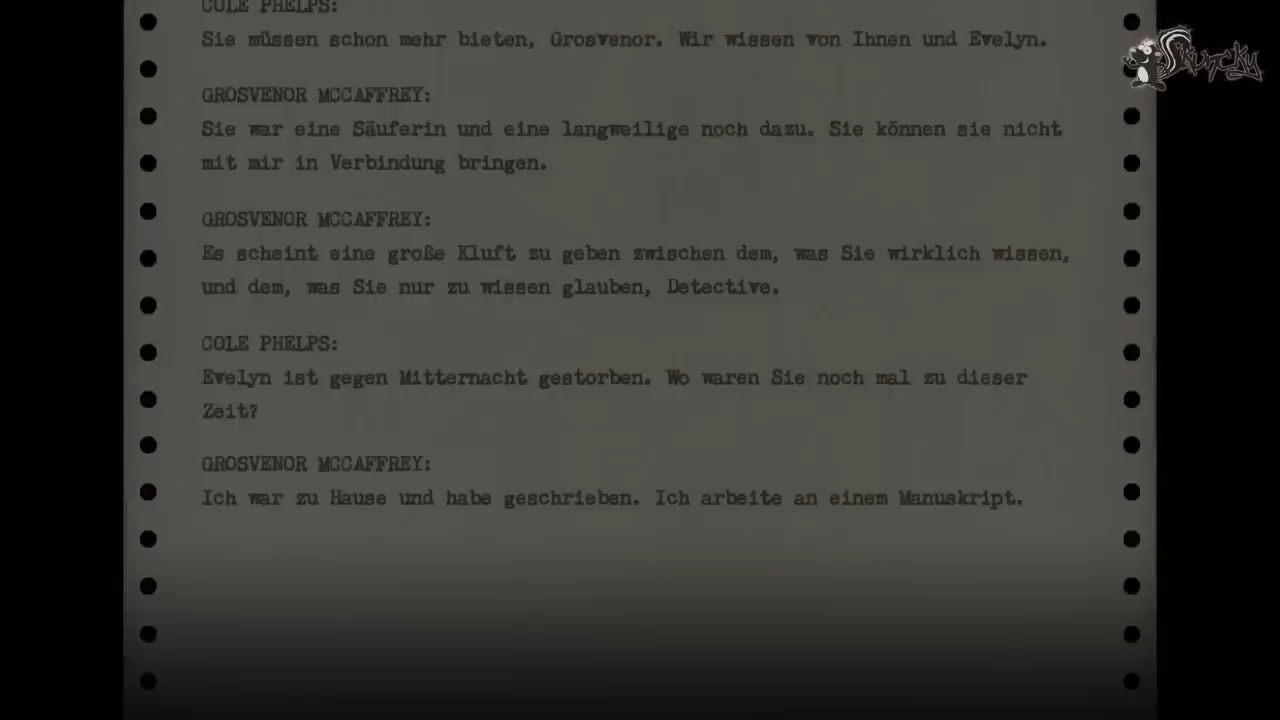 COLE PHELPS:
Sie müssen schon mehr bieten, Grosvenor. Wir wissen von Ihnen und Evelyn.
GROSVENOR MCCAFFREY:
Sie war eine Säuferin und eine langweilige noch dazu. Sie können sie nicht
mit mir in Verbindung bringen.
GROSVENOR MCCAFFREY:
Es scheint eine große Kluft zu geben zwischen dem, was Sie wirklich wissen,
und dem, was Sie nur zu wissen glauben, Detective.
COLE PHELPS:
Evelyn ist gegen Mitternacht gestorben. Wo waren Sie noch mal zu dieser
Zeit?
GROSVENOR MCCAFFREY:
Ich war zu Hause und habe geschrieben. Ich arbeite an einem Manuskript.
Skuncky